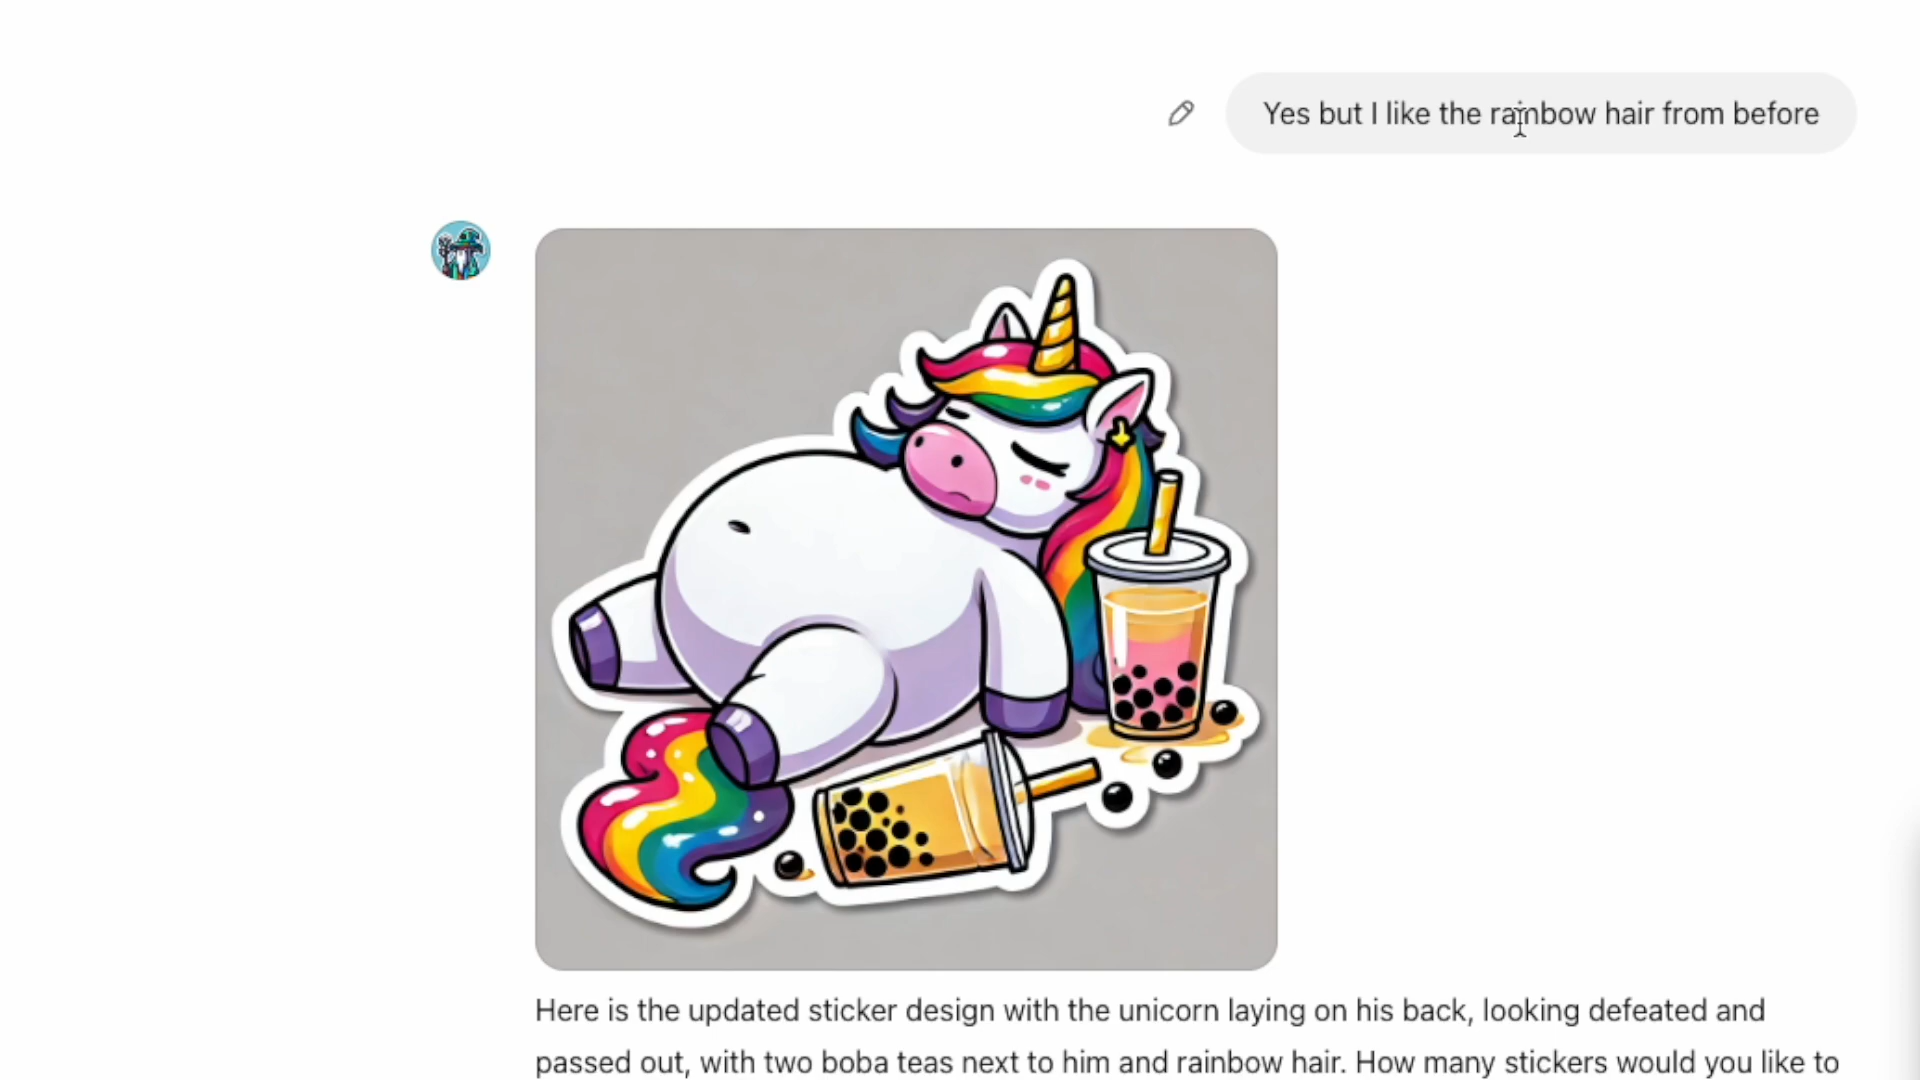 Yes but I like the rainbow hair from before
Here is the updated sticker design with the unicorn laying on his back, looking defeated and
passed out, with two boba teas next to him and rainbow hair. How many stickers would you like to